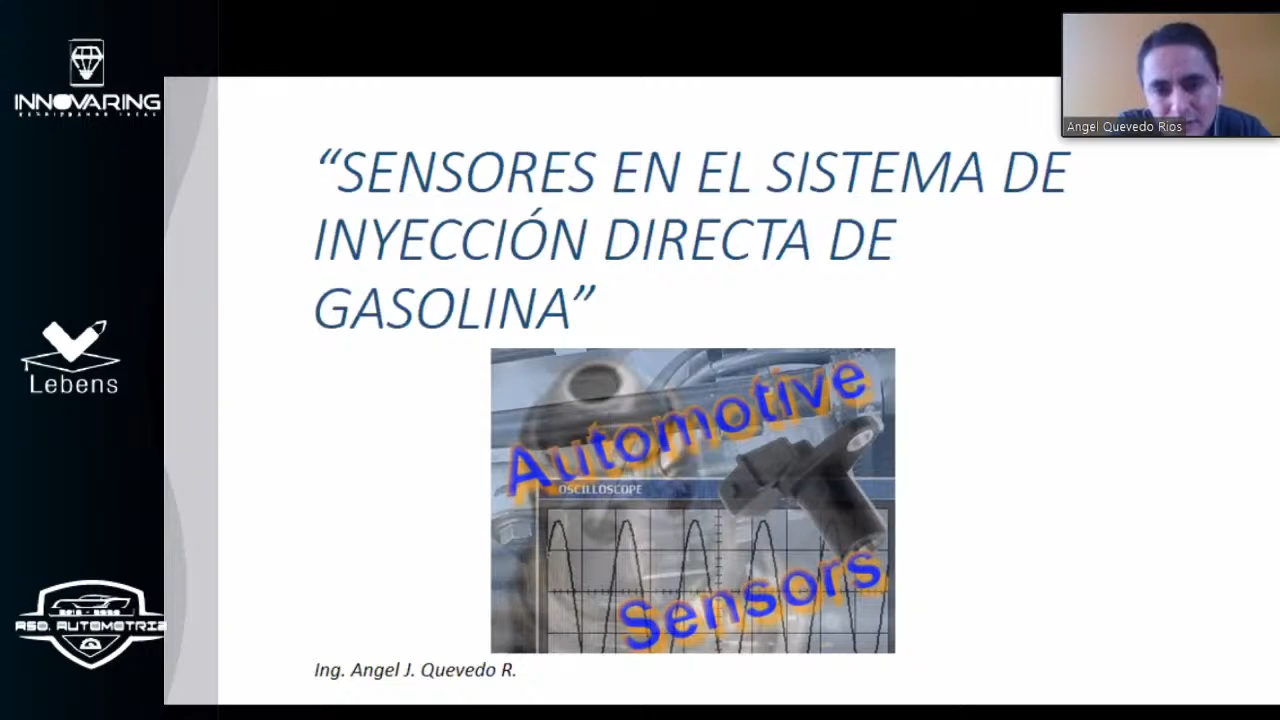 INNOVARING
Angel Quevedo Rios
“SENSORES EN EL SISTEMA DE
INYECCIÓN DIRECTA DE
GASOLINA”
Lebens
Automotive
OSCILLOSCOPE
Sensors
ASO. AUTOMOTRIZ
Ing. Angel J. Quevedo R.